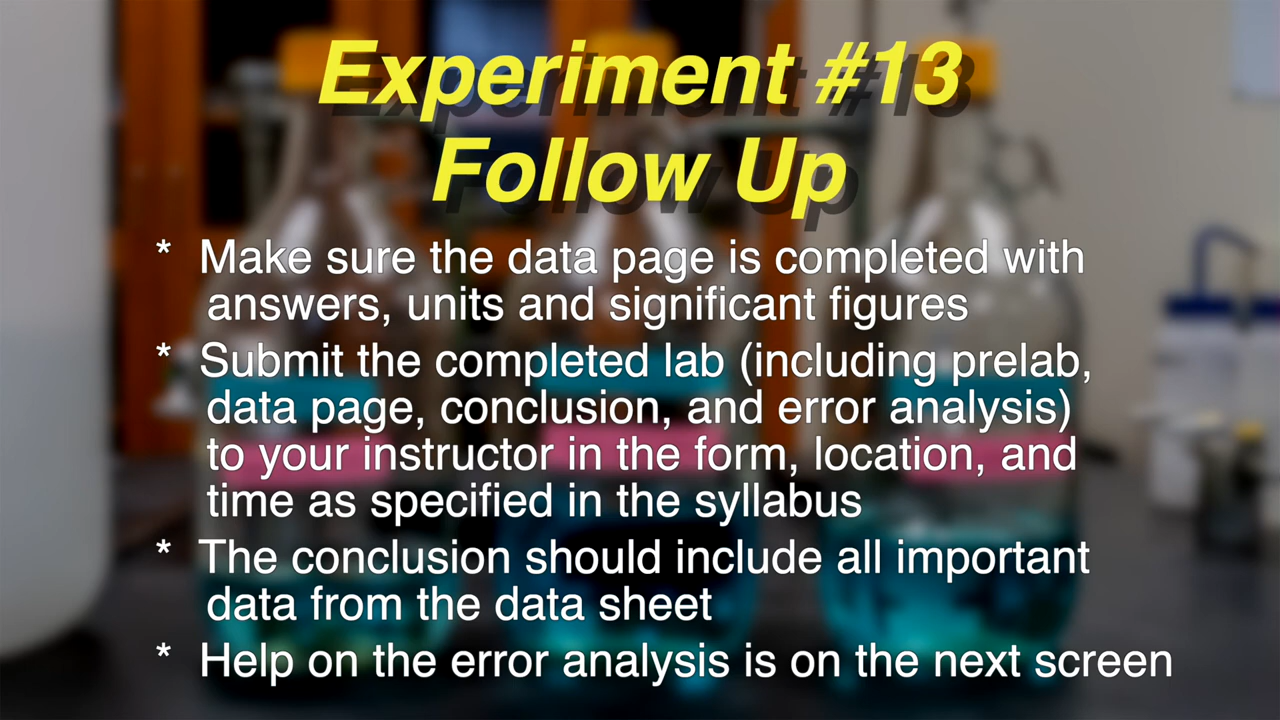 Experiment #13
Follow Up
* Make sure the data page is completed with
answers, units and significant figures
* Submit the completed lab (including prelab,
data page, conclusion, and error analysis)
to your instructor in the form, location, and
time as specified in the syllabus
* The conclusion should include all important
data from the data sheet
* Help on the error analysis is on the next screen